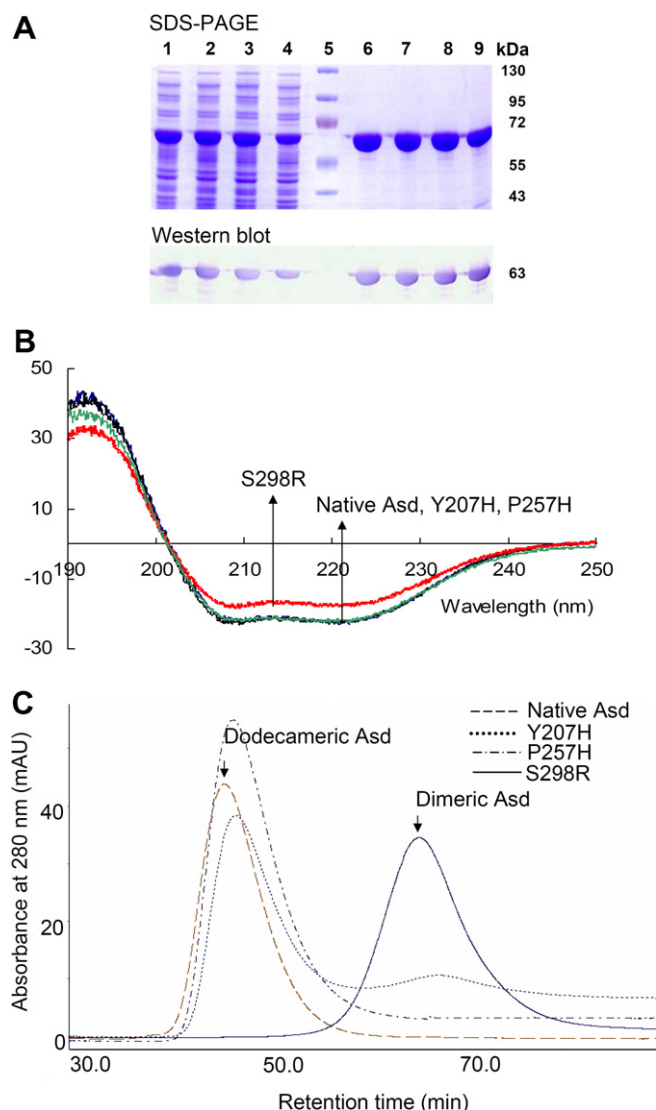 A
SDS-PAGE
1 2 3 4 5 6 7 8 9 kDa
130
95
72
55
43
Western blot
63
B
50
30
10
-10
-30
190 200 210 220 230 240 250
S298R
Native Asd, Y207H, P257H
Wavelength (nm)
C
Native Asd
Y207H
P257H
S298R
Dodecameric Asd
Dimeric Asd
Absorbance at 280 nm (mAU)
40
20
0
30.0 50.0 70.0
Retention time (min)